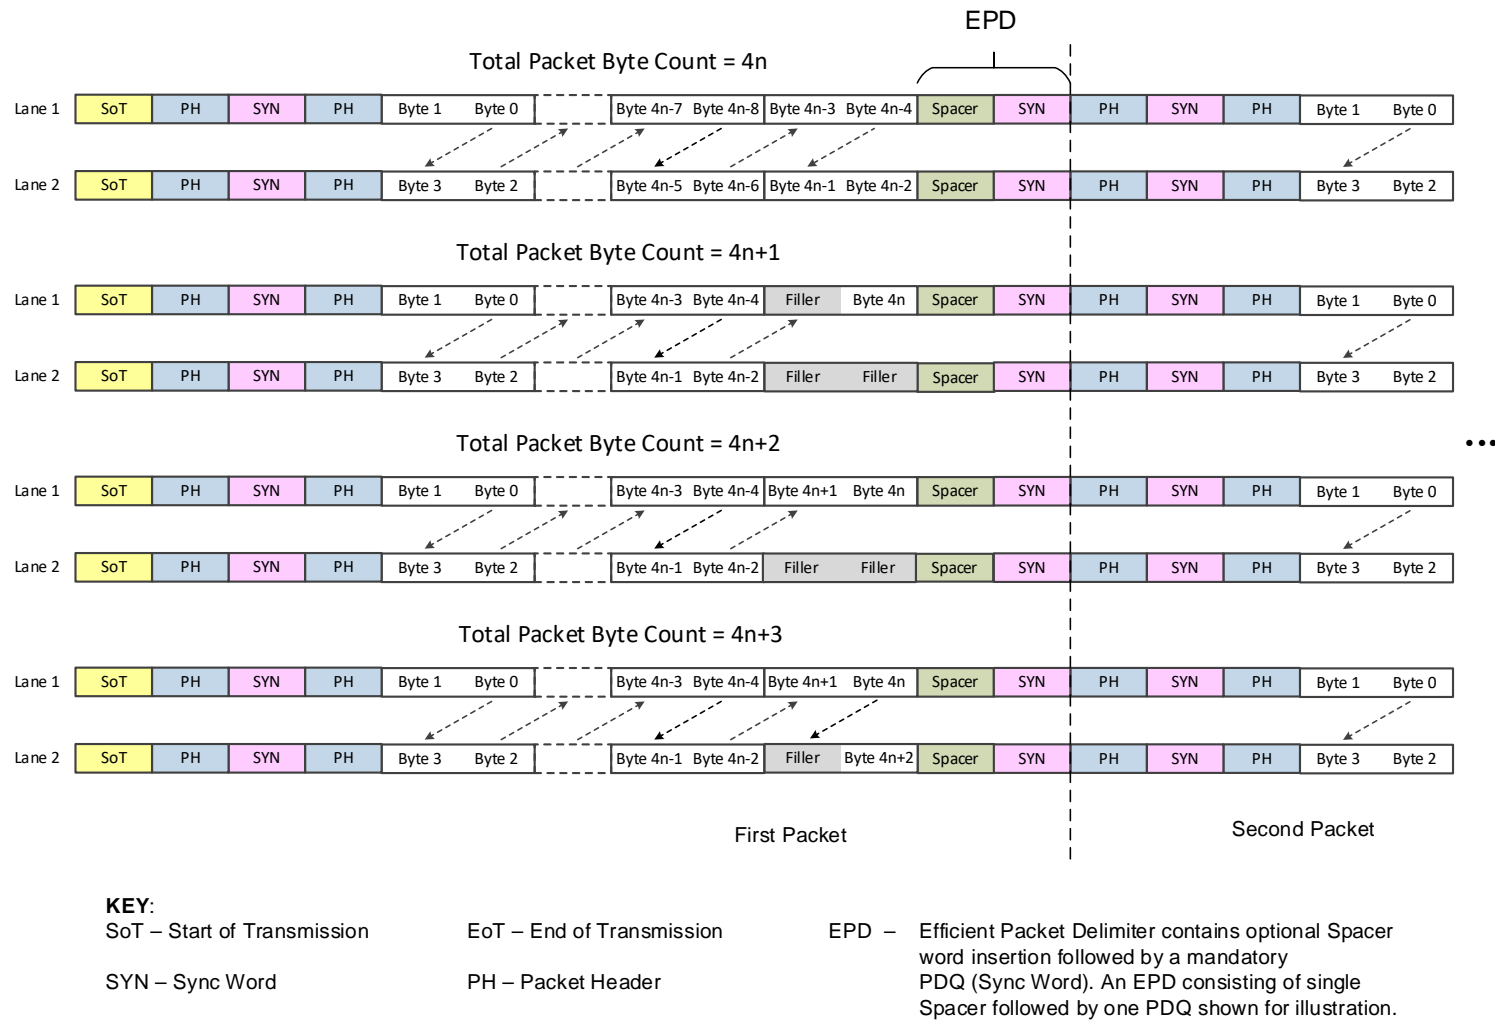 EPD
Total Packet Byte Count = 4n
Lane 1 SoT PH SYN PH Byte 1 Byte 0 Byte 4n-7 Byte 4n-8 Byte 4n-3 Byte 4n-4 Spacer SYN PH SYN PH Byte 1 Byte 0
Lane 2 SoT PH SYN PH Byte 3 Byte 2 Byte 4n-5 Byte 4n-6 Byte 4n-1 Byte 4n-2 Spacer SYN PH SYN PH Byte 3 Byte 2
Total Packet Byte Count = 4n+1
Lane 1 SoT PH SYN PH Byte 1 Byte 0 Byte 4n-3 Byte 4n-4 Filler Byte 4n Spacer SYN PH SYN PH Byte 1 Byte 0
Lane 2 SoT PH SYN PH Byte 3 Byte 2 Byte 4n-1 Byte 4n-2 Filler Filler Spacer SYN PH SYN PH Byte 3 Byte 2
Total Packet Byte Count = 4n+2
...
Lane 1 SoT PH SYN PH Byte 1 Byte 0 Byte 4n-3 Byte 4n-4 Byte 4n+1 Byte 4n Spacer SYN PH SYN PH Byte 1 Byte 0
Lane 2 SoT PH SYN PH Byte 3 Byte 2 Byte 4n-1 Byte 4n-2 Filler Filler Spacer SYN PH SYN PH Byte 3 Byte 2
Total Packet Byte Count = 4n+3
Lane 1 SoT PH SYN PH Byte 1 Byte 0 Byte 4n-3 Byte 4n-4 Byte 4n+1 Byte 4n Spacer SYN PH SYN PH Byte 1 Byte 0
Lane 2 SoT PH SYN PH Byte 3 Byte 2 Byte 4n-1 Byte 4n-2 Filler Byte 4n+2 Spacer SYN PH SYN PH Byte 3 Byte 2
First Packet Second Packet
KEY:
SoT – Start of Transmission EoT – End of Transmission EPD – Efficient Packet Delimiter contains optional Spacer
word insertion followed by a mandatory
SYN – Sync Word PH – Packet Header PDQ (Sync Word). An EPD consisting of single
Spacer followed by one PDQ shown for illustration.